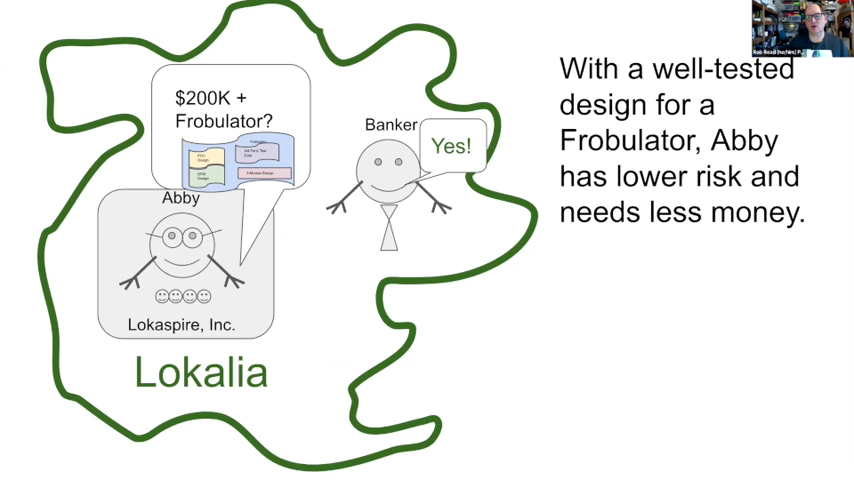 $200K +
Frobulator?
Abby
Lokaspire, Inc.
Lokalia
Banker
Yes!
With a well-tested
design for a
Frobulator, Abby
has lower risk and
needs less money.